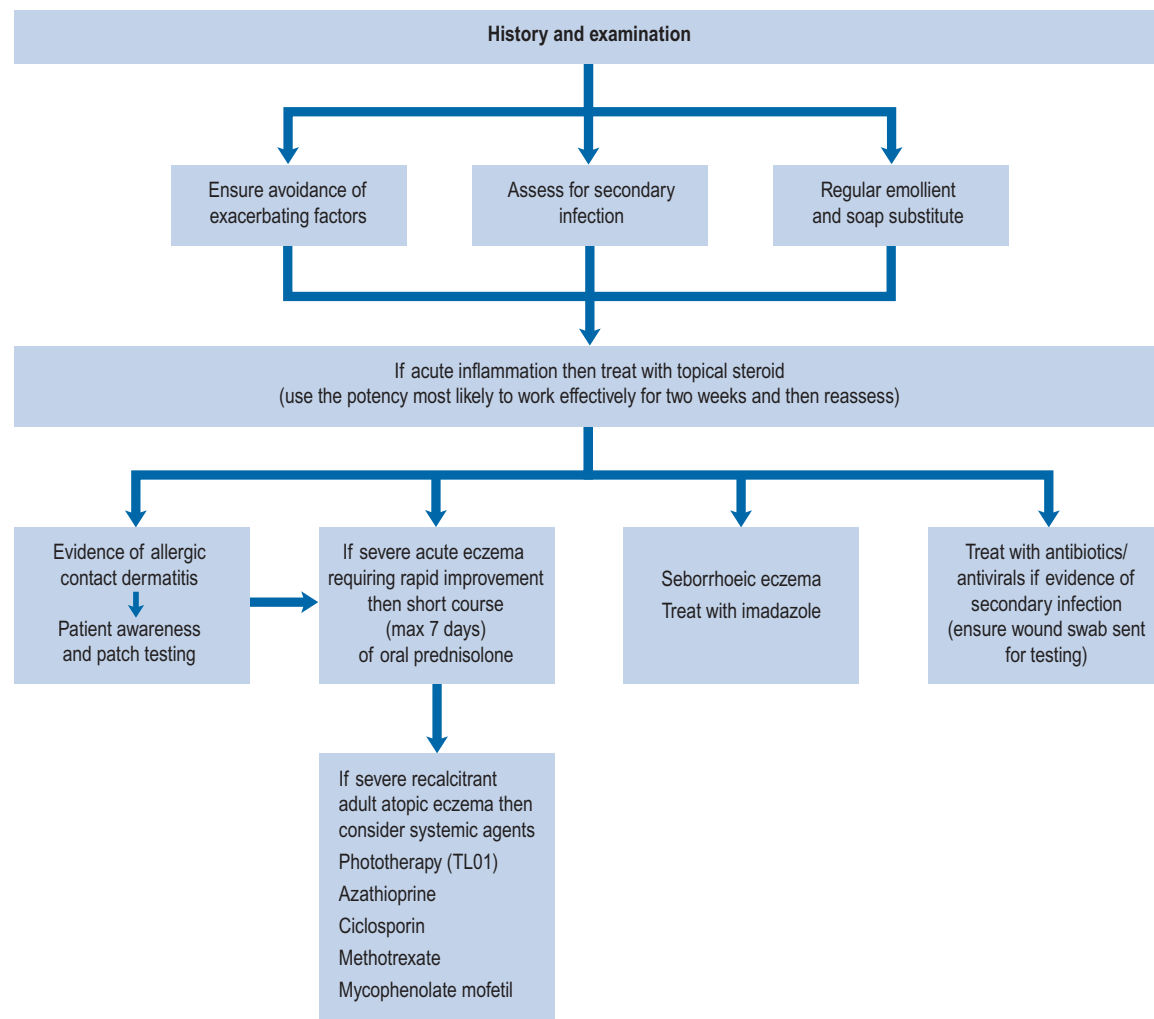 History and examination
Ensure avoidance of
exacerbating factors
Assess for secondary
infection
Regular emollient
and soap substitute
If acute inflammation then treat with topical steroid
(use the potency most likely to work effectively for two weeks and then reassess)
Evidence of allergic
contact dermatitis
Patient awareness
and patch testing
If severe acute eczema
requiring rapid improvement
then short course
(max 7 days)
of oral prednisolone
Seborrhoeic eczema
Treat with imadazole
Treat with antibiotics/
antivirals if evidence of
secondary infection
(ensure wound swab sent
for testing)
If severe recalcitrant
adult atopic eczema then
consider systemic agents
Phototherapy (TL01)
Azathioprine
Ciclosporin
Methotrexate
Mycophenolate mofetil